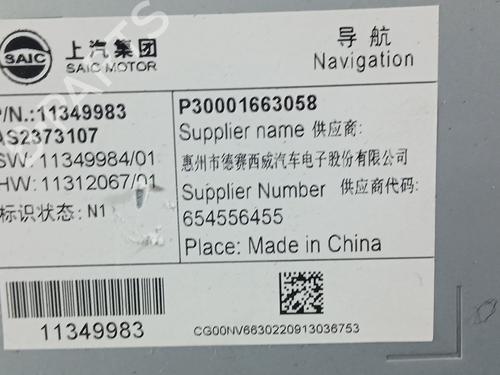 SAIC
上汽集团
SAIC MOTOR
导航
Navigation
P/N.:11349983
AS2373107
SW: 11349984/01
HW: 11312067/01
标识状态: N1
P30001663058
Supplier name 供应商:
惠州市德赛西威汽车电子股份有限公司
Supplier Number 供应商代码:
654556455
Place: Made in China
11349983
CG00NV6630220913036753